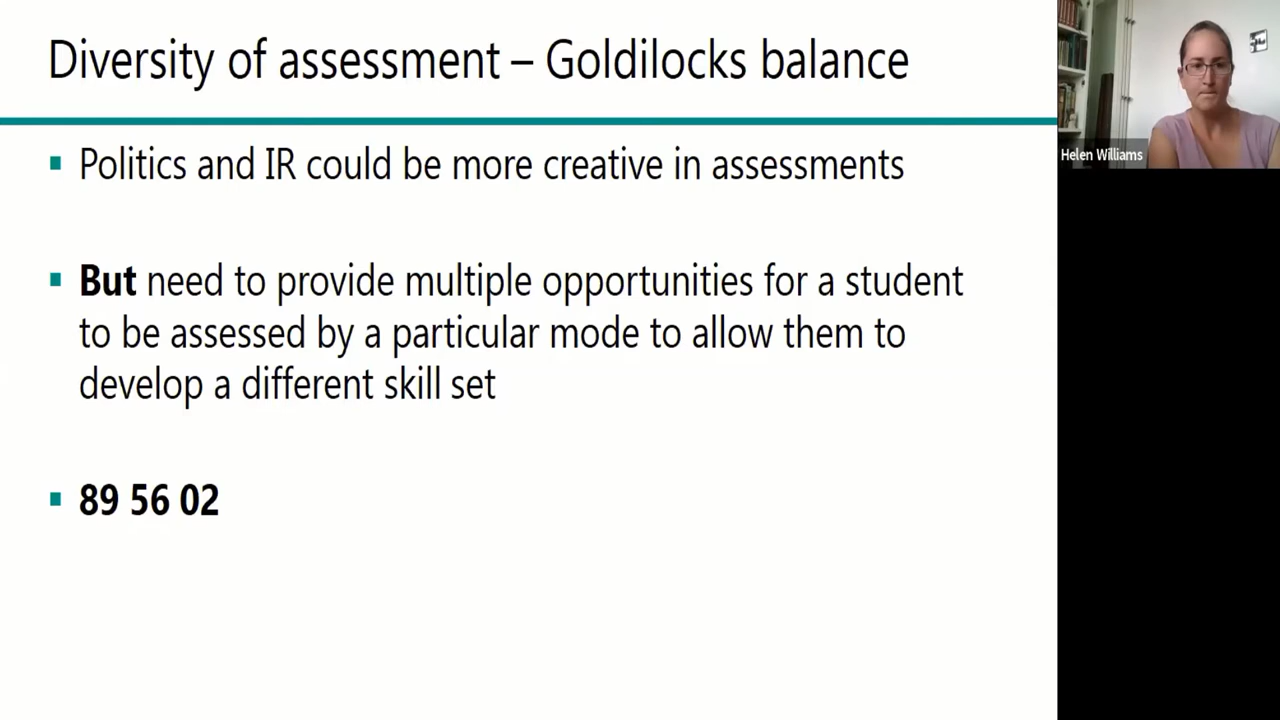 Diversity of assessment – Goldilocks balance
▪ Politics and IR could be more creative in assessments
▪ But need to provide multiple opportunities for a student
to be assessed by a particular mode to allow them to
develop a different skill set
▪ 89 56 02
Helen Williams